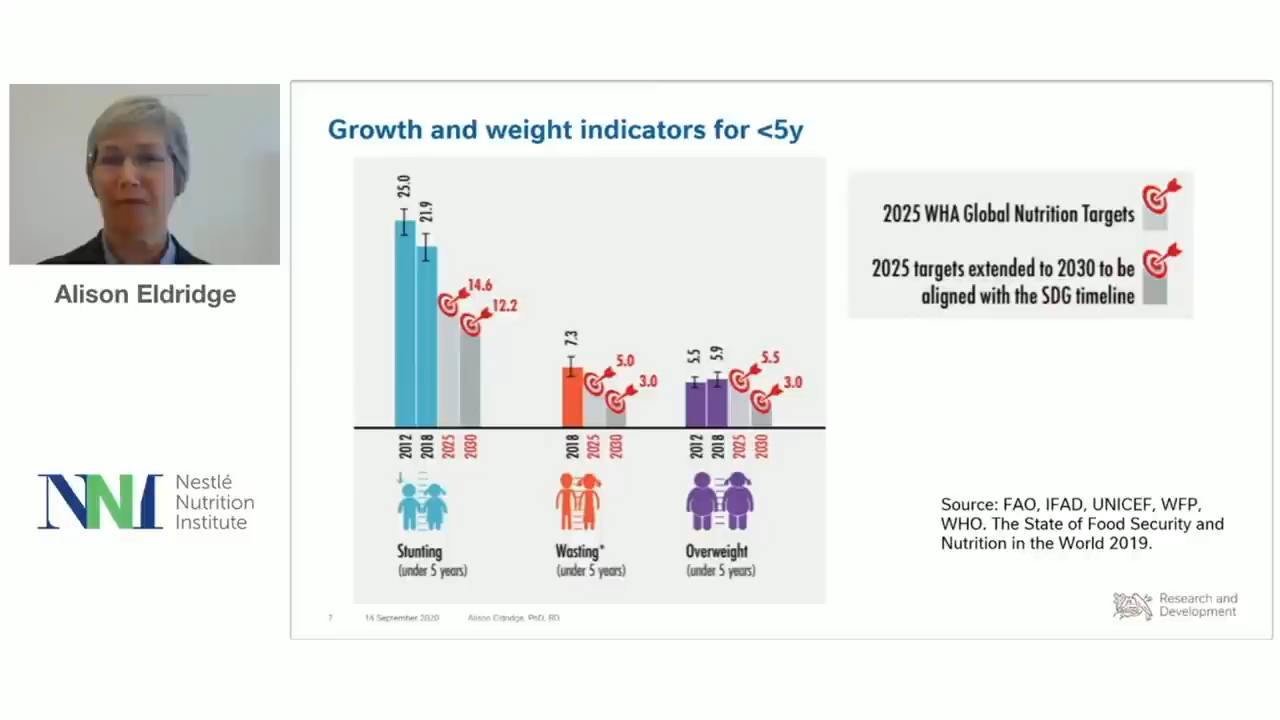 Growth and weight indicators for <5y
25.0
21.9
14.6
12.2
7.3
5.0
3.0
5.5
5.9
5.5
3.0
2012
2018
2025
2030
2018
2025
2030
2012
2018
2025
2030
Stunting
(under 5 years)
Wasting*
(under 5 years)
Overweight
(under 5 years)
2025 WHA Global Nutrition Targets
2025 targets extended to 2030 to be
aligned with the SDG timeline
Source: FAO, IFAD, UNICEF, WFP,
WHO. The State of Food Security and
Nutrition in the World 2019.
7
14 September 2020
Alison Eldridge, PhD, RD
Research and
Development
Alison Eldridge
NNI
Nestlé
Nutrition
Institute